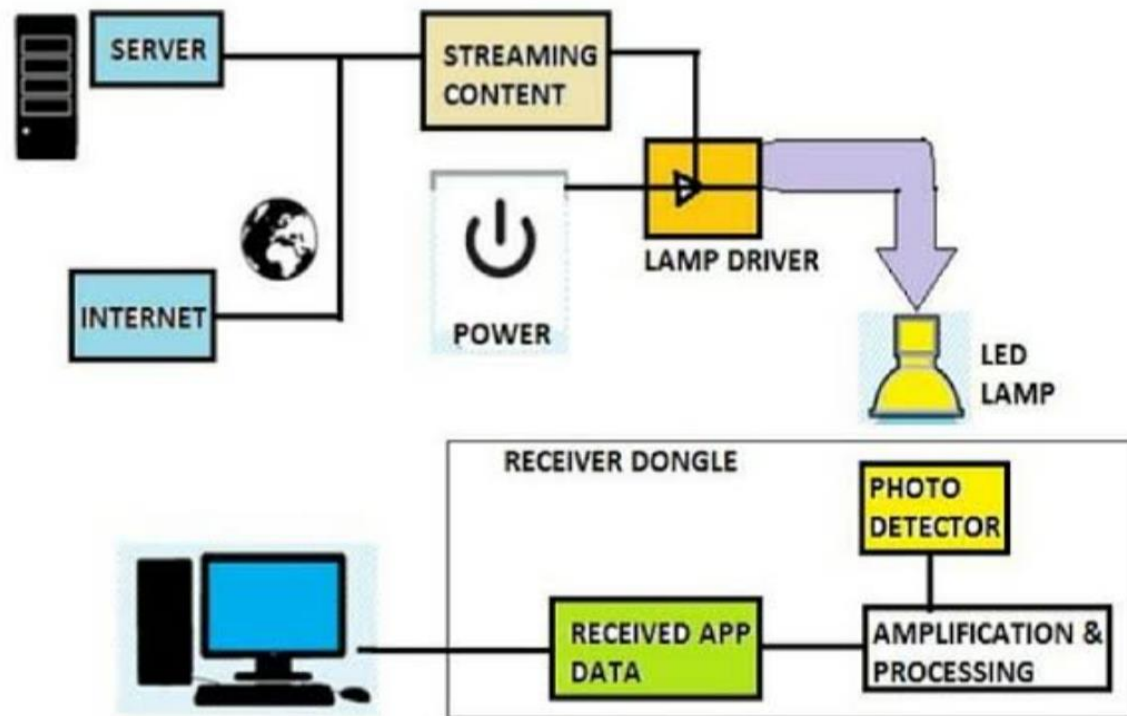 SERVER
STREAMING
CONTENT
LAMP DRIVER
POWER
INTERNET
LED
LAMP
RECEIVER DONGLE
PHOTO
DETECTOR
RECEIVED APP
DATA
AMPLIFICATION &
PROCESSING